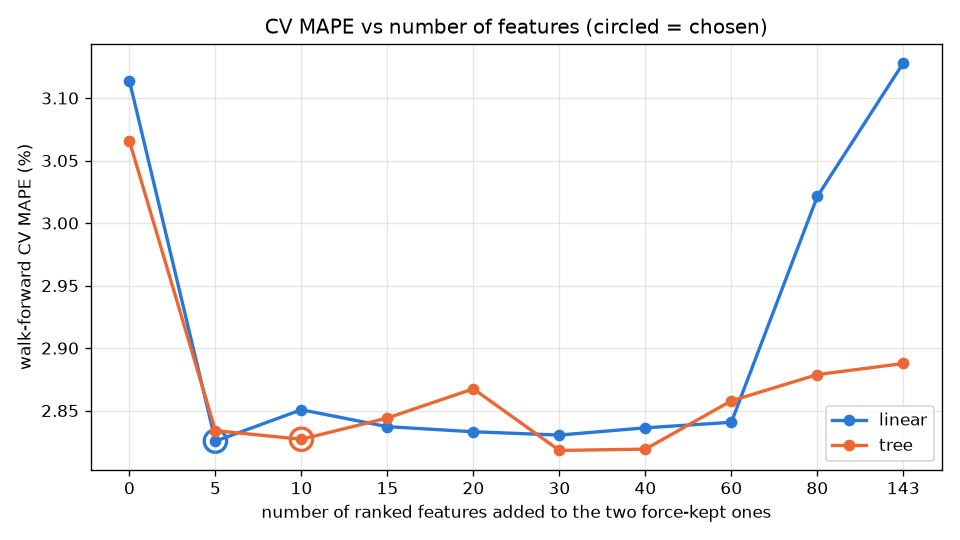 CV MAPE vs number of features (circled = chosen)
walk-forward CV MAPE (%)
3.10
3.05
3.00
2.95
2.90
2.85
linear
tree
0 5 10 15 20 30 40 60 80 143
number of ranked features added to the two force-kept ones